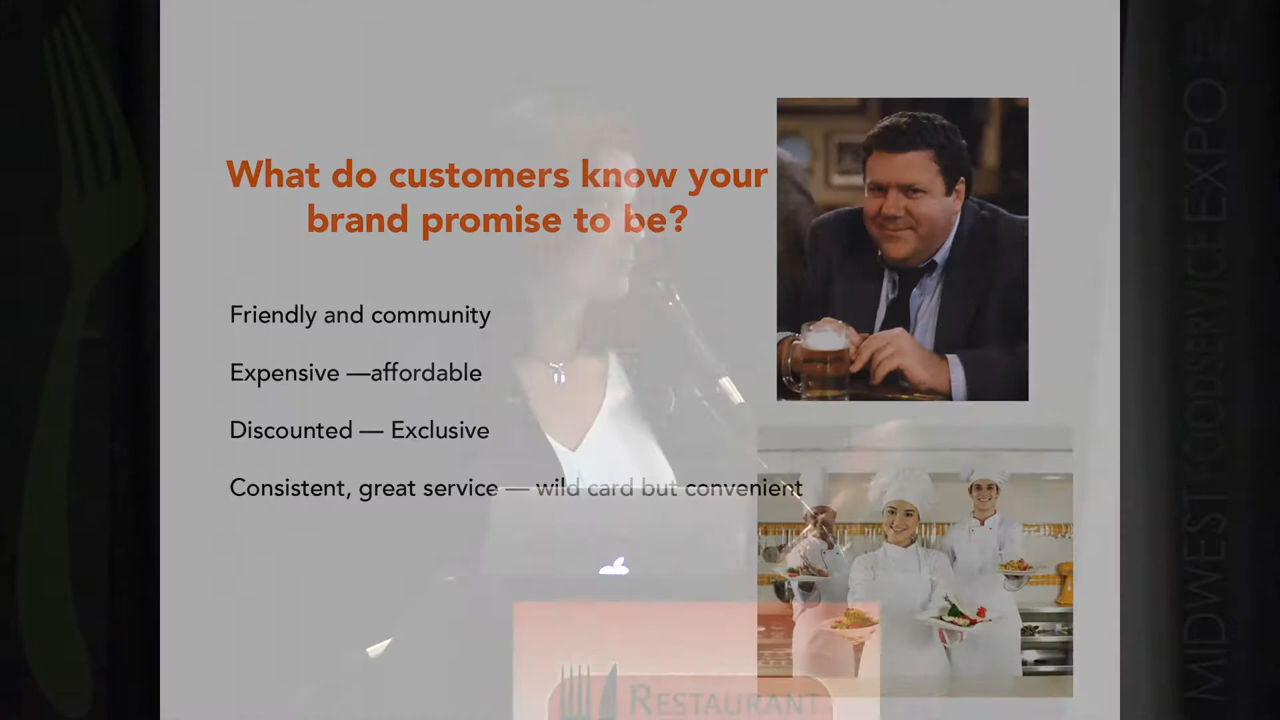 What do customers know your
brand promise to be?
Friendly and community
Expensive —affordable
Discounted — Exclusive
Consistent, great service — wild card but convenient
RESTAURANT
MIDWEST FOODSERVICE EXPO